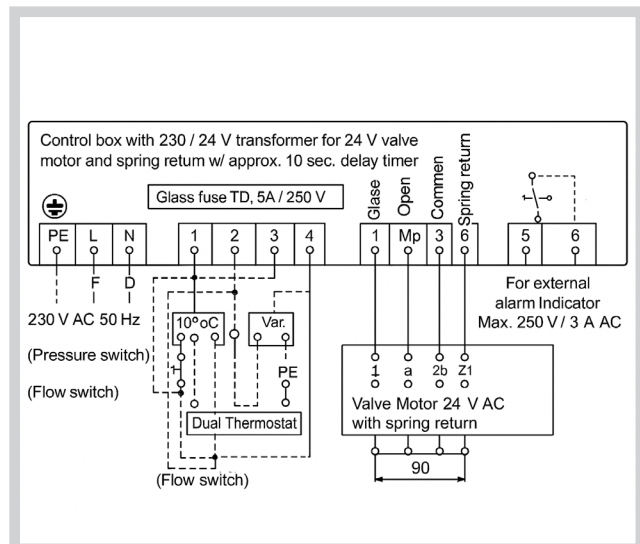 Control box with 230 / 24 V transformer for 24 V valve
motor and spring retum w/ approx. 10 sec. delay timer
Glass fuse TD, 5A / 250 V
Glase
Open
Commen
Spring return
PE L N 1 2 3 4 1 Mp 3 6 5 6
F D
230 V AC 50 Hz
(Pressure switch)
(Flow switch)
10º oC
Var.
PE
Dual Thermostat
(Flow switch)
For external
alarm Indicator
Max. 250 V / 3 A AC
1 a 2b Z1
Valve Motor 24 V AC
with spring return
90